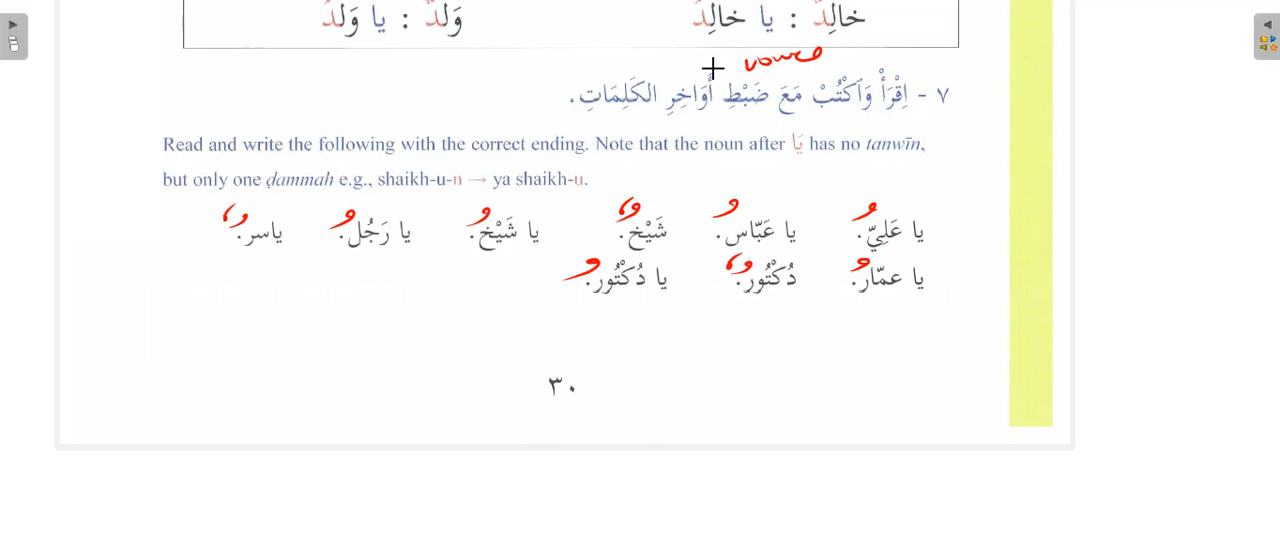 خالِدٌ : يا خالِدُ وَلَدٌ : يا وَلَدُ
vowel
٧ - اِقْرَأْ وَٱكْتُبْ مَعَ ضَبْطِ أَوَاخِرِ الكَلِمَاتِ.
Read and write the following with the correct ending. Note that the noun after يَا has no tanwīn,
but only one ḍammah e.g., shaikh-u-n → ya shaikh-u.
يا عَلِيُّ. يا عَبّاسُ. شَيْخٌ. يا شَيْخُ. يا رَجُلُ. ياسرٌ.
يا عمّارُ. دُكْتُورٌ. يا دُكْتُورُ.
٣٠